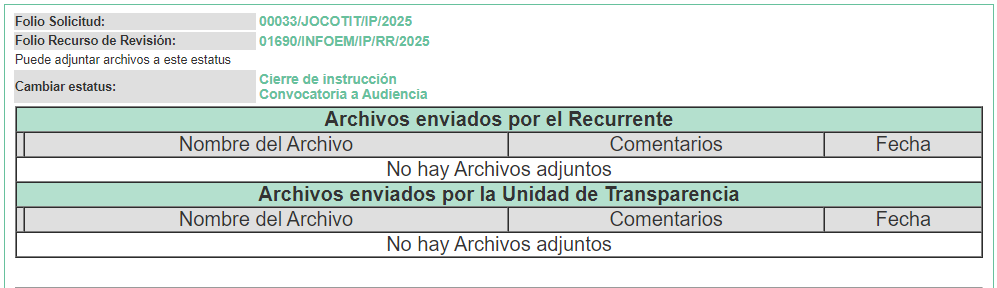 Folio Solicitud: 00033/JOCOTIT/IP/2025
Folio Recurso de Revisión: 01690/INFOEM/IP/RR/2025
Puede adjuntar archivos a este estatus
Cambiar estatus: Cierre de instrucción
Convocatoria a Audiencia
Archivos enviados por el Recurrente
Nombre del Archivo Comentarios Fecha
No hay Archivos adjuntos
Archivos enviados por la Unidad de Transparencia
Nombre del Archivo Comentarios Fecha
No hay Archivos adjuntos